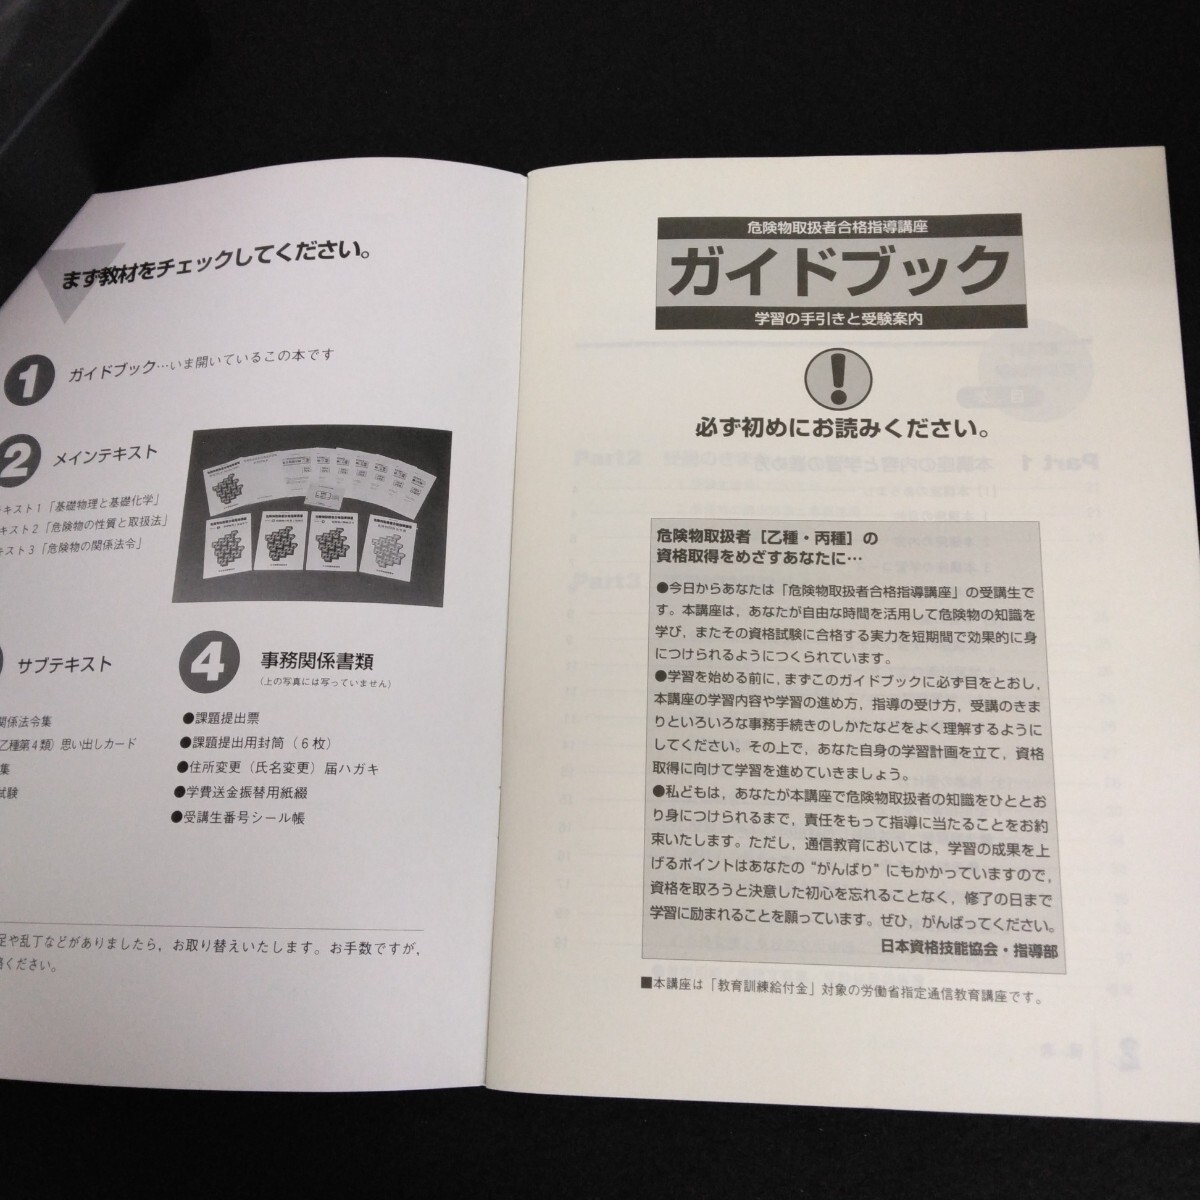 まず教材をチェックしてください。
1 ガイドブック…いま開いているこの本です
2 メインテキスト
キスト1「基礎物理と基礎化学」
キスト2「危険物の性質と取扱法」
キスト3「危険物の関係法令」
サブテキスト
関係法令集
乙種第4類）思い出しカード
集
試験
4 事務関係書類
（上の写真には写っていません）
●課題提出票
●課題提出用封筒（6枚）
●住所変更（氏名変更）届ハガキ
●学費送金振替用紙綴
●受講生番号シール帳
足や乱丁などがありましたら，お取り替えいたします。お手数ですが，
ください。
危険物取扱者合格指導講座
ガイドブック
学習の手引きと受験案内
!
必ず初めにお読みください。
危険物取扱者［乙種・丙種］の
資格取得をめざすあなたに…
●今日からあなたは「危険物取扱者合格指導講座」の受講生で
す。本講座は，あなたが自由な時間を活用して危険物の知識を
学び，またその資格試験に合格する実力を短期間で効果的に身
につけられるようにつくられています。
●学習を始める前に，まずこのガイドブックに必ず目をとおし，
本講座の学習内容や学習の進め方，指導の受け方，受講のきま
りといろいろな事務手続きのしかたなどをよく理解するように
してください。その上で，あなた自身の学習計画を立て，資格
取得に向けて学習を進めていきましょう。
●私どもは，あなたが本講座で危険物取扱者の知識をひととお
り身につけられるまで，責任をもって指導に当たることをお約
束いたします。ただし，通信教育においては，学習の成果を上
げるポイントはあなたの“がんばり”にもかかっていますので，
資格を取ろうと決意した初心を忘れることなく，修了の日まで
学習に励まれることを願っています。ぜひ，がんばってください。
日本資格技能協会・指導部
■本講座は「教育訓練給付金」対象の労働省指定通信教育講座です。